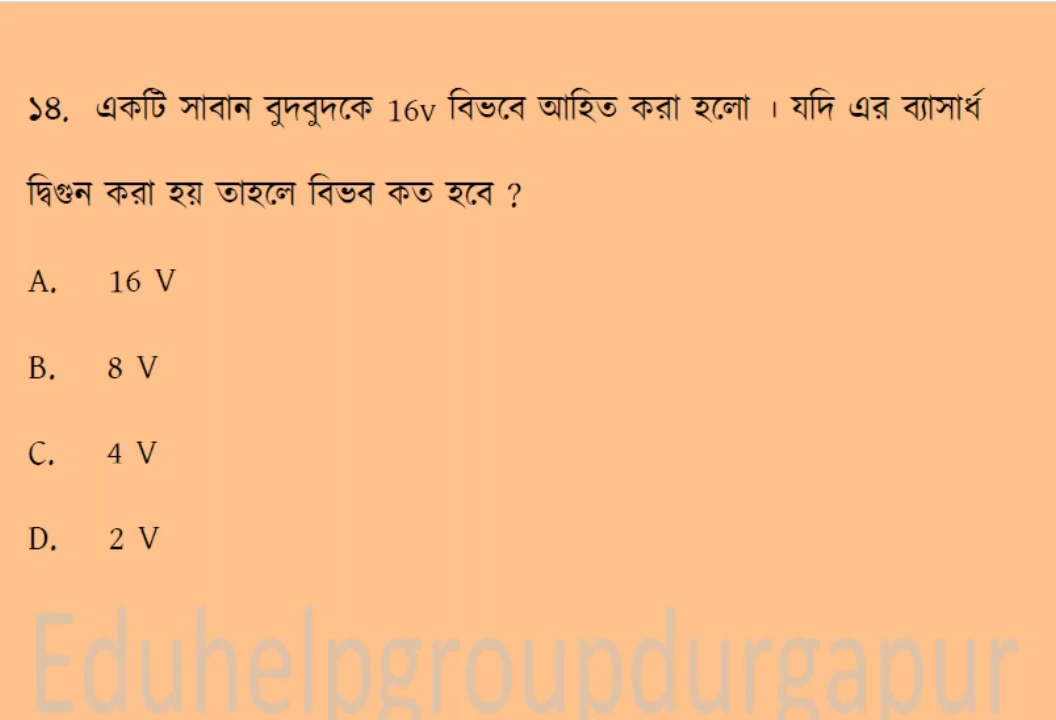 ১৪. একটি সাবান বুদবুদকে 16v বিভবে আহিত করা হলো । যদি এর ব্যাসার্ধ
দ্বিগুন করা হয় তাহলে বিভব কত হবে ?
A. 16 V
B. 8 V
C. 4 V
D. 2 V
Eduhelpgroupdurgapur